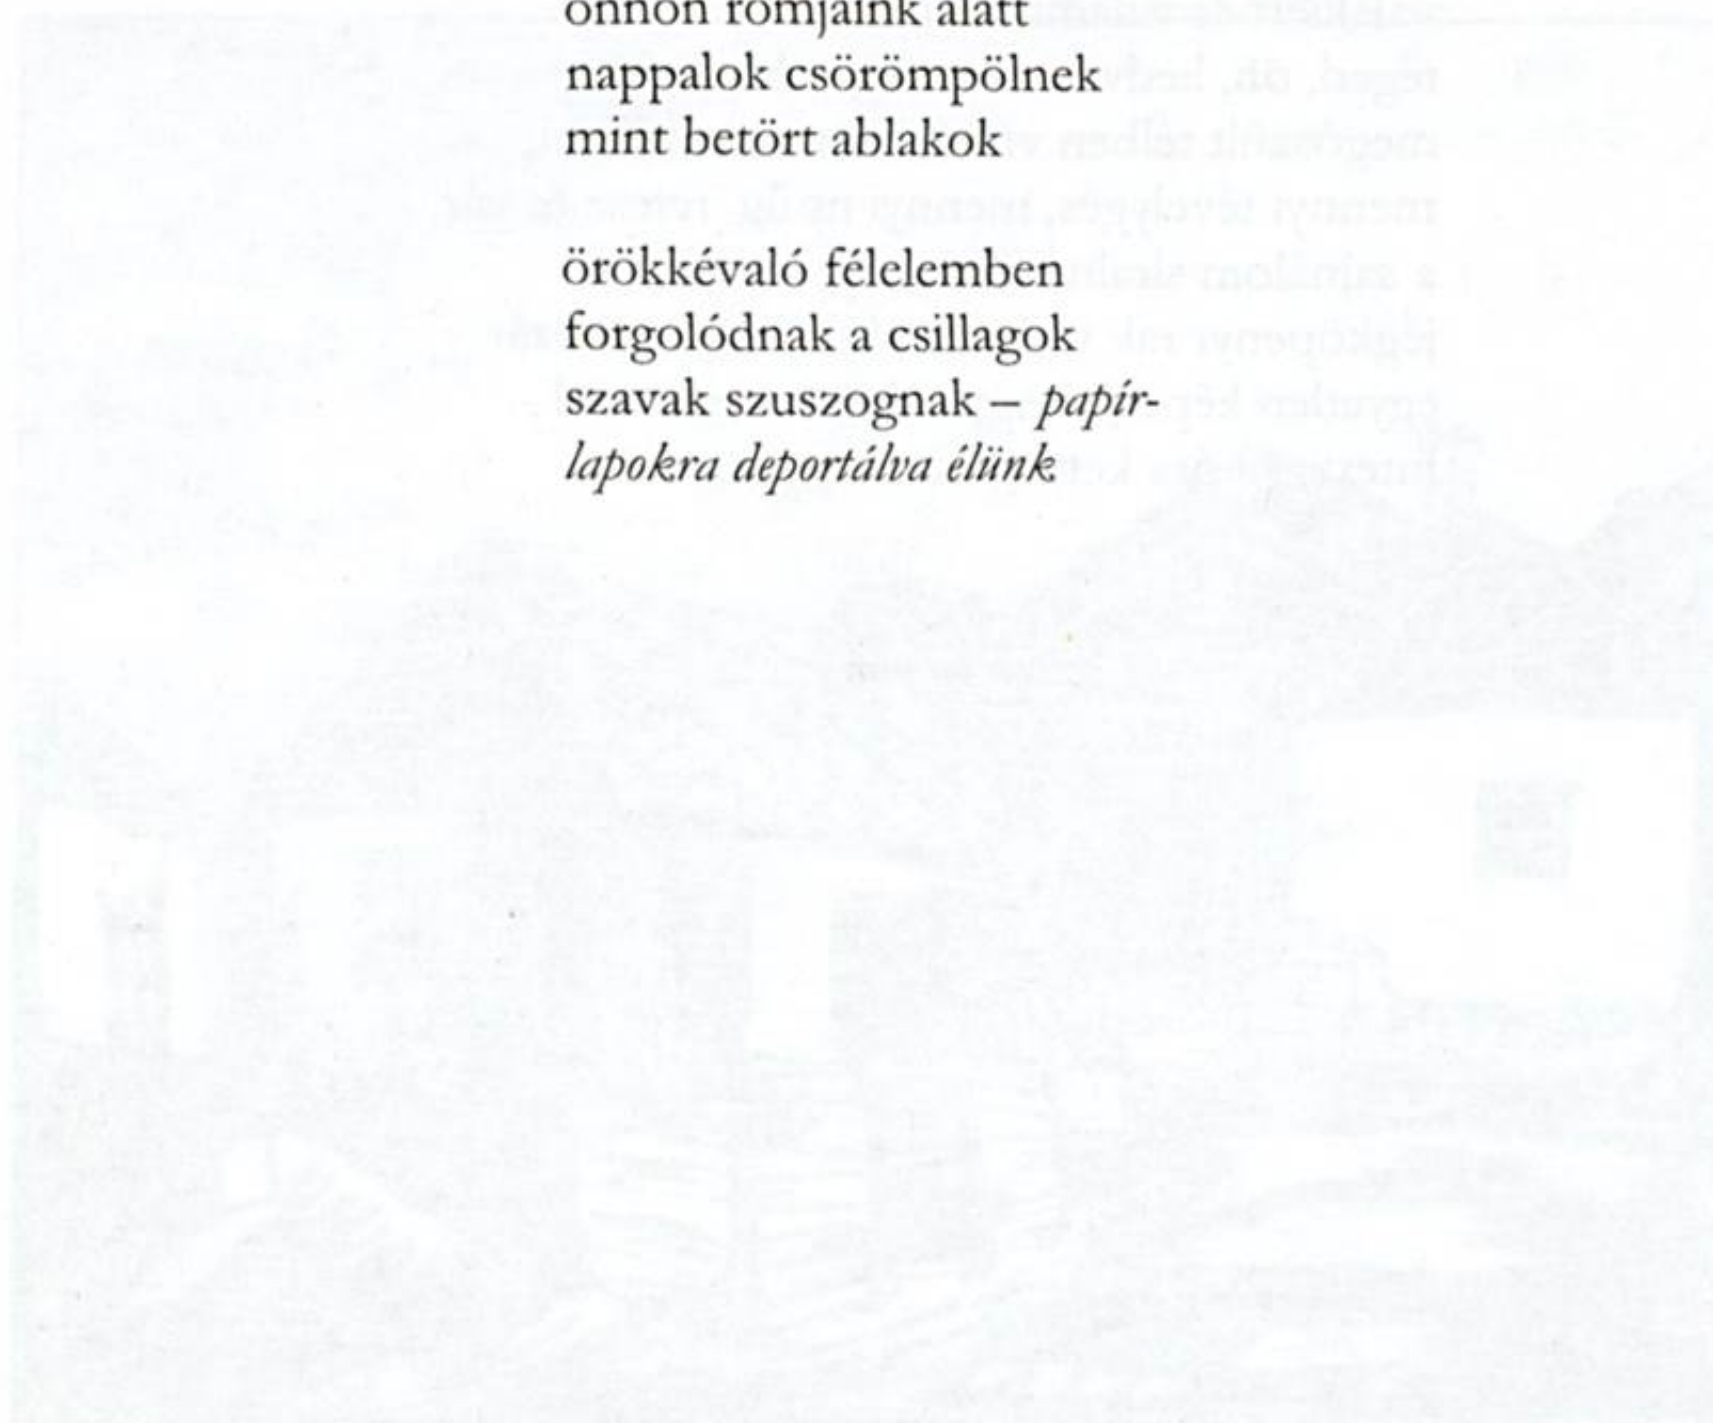 önnön romjaink alatt
nappalok csörömpölnek
mint betört ablakok
örökkévaló félelemben
forgolódnak a csillagok
szavak szuszognak – papír-
lapokra deportálva élünk